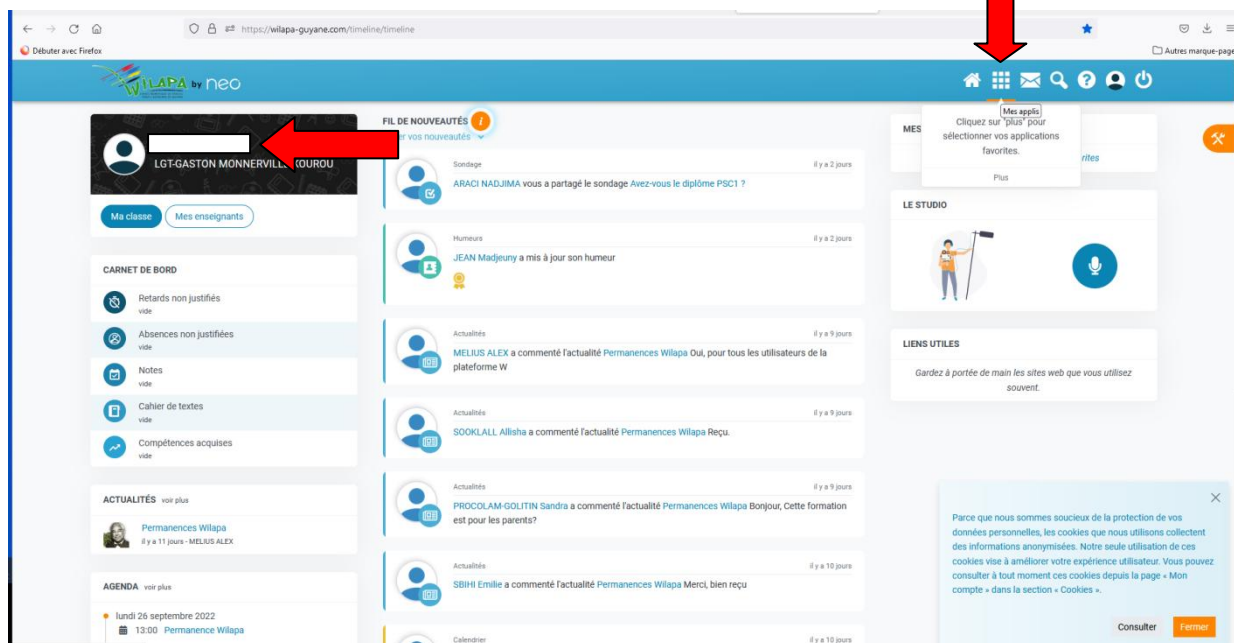 https://wilapa-guyane.com/timeline/timeline
Débuter avec Firefox
Autres marque-page
WILAPA by neo
Mes applis
Cliquez sur "plus" pour
sélectionner vos applications
favorites.
Plus
LGT-GASTON MONNERVILLE KOUROU
Ma classe
Mes enseignants
CARNET DE BORD
Retards non justifiés
vide
Absences non justifiées
vide
Notes
vide
Cahier de textes
vide
Compétences acquises
vide
ACTUALITÉS voir plus
Permanences Wilapa
il y a 11 jours - MELIUS ALEX
AGENDA voir plus
lundi 26 septembre 2022
13:00 Permanence Wilapa
FIL DE NOUVEAUTÉS
vos nouveautés
Sondage
il y a 2 jours
ARACI NADJIMA vous a partagé le sondage Avez-vous le diplôme PSC1 ?
Humeurs
il y a 2 jours
JEAN Madjeuny a mis à jour son humeur
Actualités
il y a 9 jours
MELIUS ALEX a commenté l'actualité Permanences Wilapa Oui, pour tous les utilisateurs de la
plateforme W
Actualités
il y a 9 jours
SOOKLALL Allisha a commenté l'actualité Permanences Wilapa Reçu.
Actualités
il y a 9 jours
PROCOLAM-GOLITIN Sandra a commenté l'actualité Permanences Wilapa Bonjour, Cette formation
est pour les parents?
Actualités
il y a 10 jours
SBIHI Emilie a commenté l'actualité Permanences Wilapa Merci, bien reçu
Calendrier
il y a 10 jours
MES
LE STUDIO
LIENS UTILES
Gardez à portée de main les sites web que vous utilisez
souvent.
Parce que nous sommes soucieux de la protection de vos
données personnelles, les cookies que nous utilisons collectent
des informations anonymisées. Notre seule utilisation de ces
cookies vise à améliorer votre expérience utilisateur. Vous pouvez
consulter à tout moment ces cookies depuis la page « Mon
compte » dans la section « Cookies ».
Consulter
Fermer